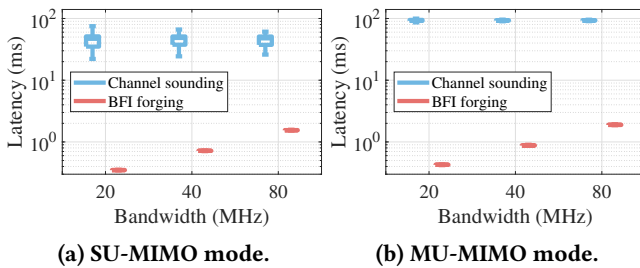 10²
10¹
10⁰
Latency (ms)
Channel sounding
BFI forging
20 40 80
Bandwidth (MHz)
(a) SU-MIMO mode.
10²
10¹
10⁰
Latency (ms)
Channel sounding
BFI forging
20 40 80
Bandwidth (MHz)
(b) MU-MIMO mode.